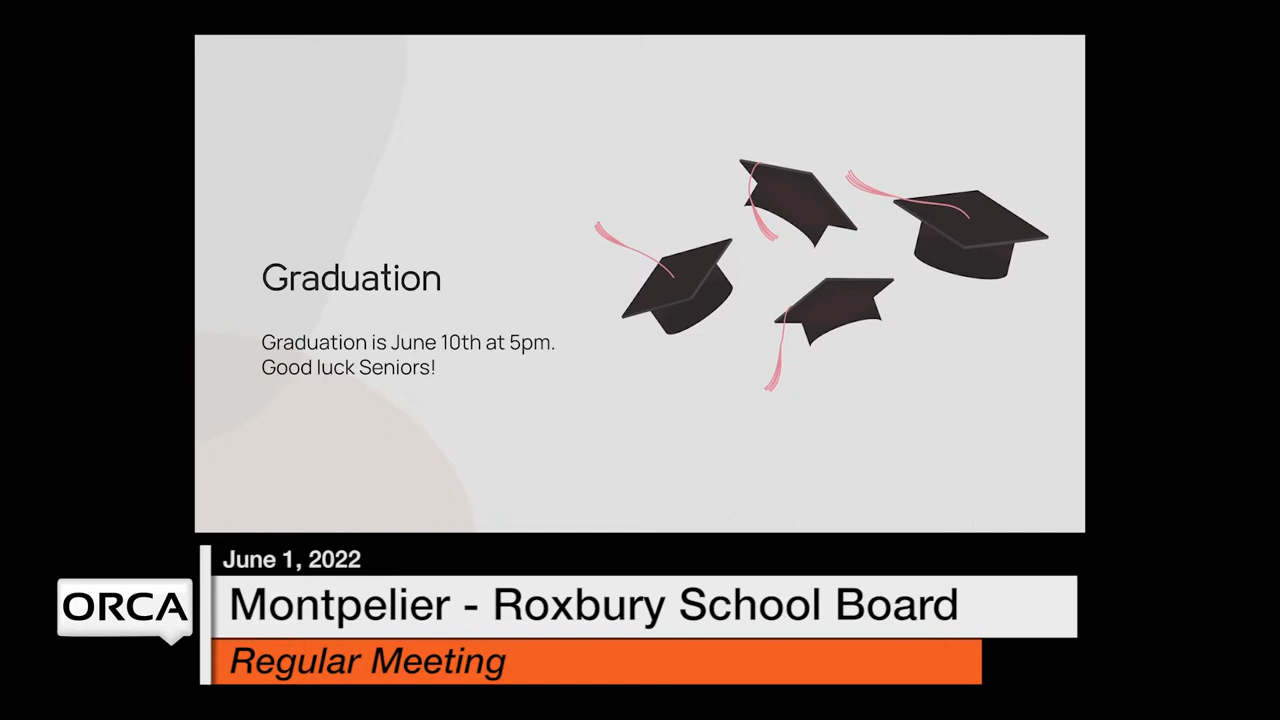 Graduation
Graduation is June 10th at 5pm.
Good luck Seniors!
June 1, 2022
ORCA
Montpelier - Roxbury School Board
Regular Meeting